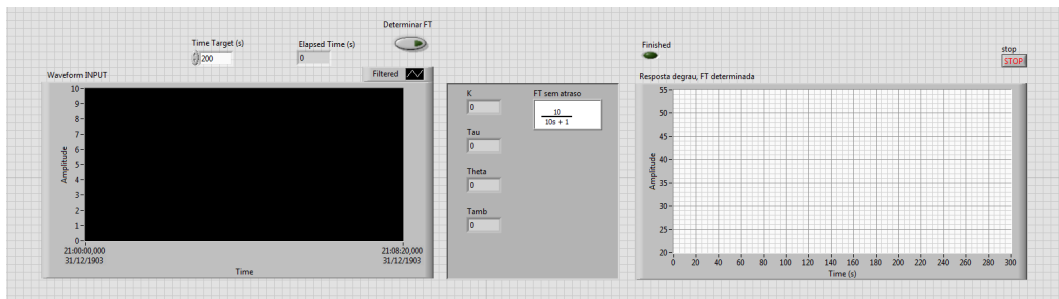 Determinar FT
Time Target (s)
200
Elapsed Time (s)
0
Waveform INPUT
Filtered
Amplitude
10
9
8
7
6
5
4
3
2
1
0
21:00:00,000
31/12/1903
21:08:20,000
31/12/1903
Time
K
0
Tau
0
Theta
0
Tamb
0
FT sem atraso
10
10s + 1
Finished
stop
STOP
Resposta degrau, FT determinada
Amplitude
55
50
45
40
35
30
25
20
0 20 40 60 80 100 120 140 160 180 200 220 240 260 280 300
Time (s)